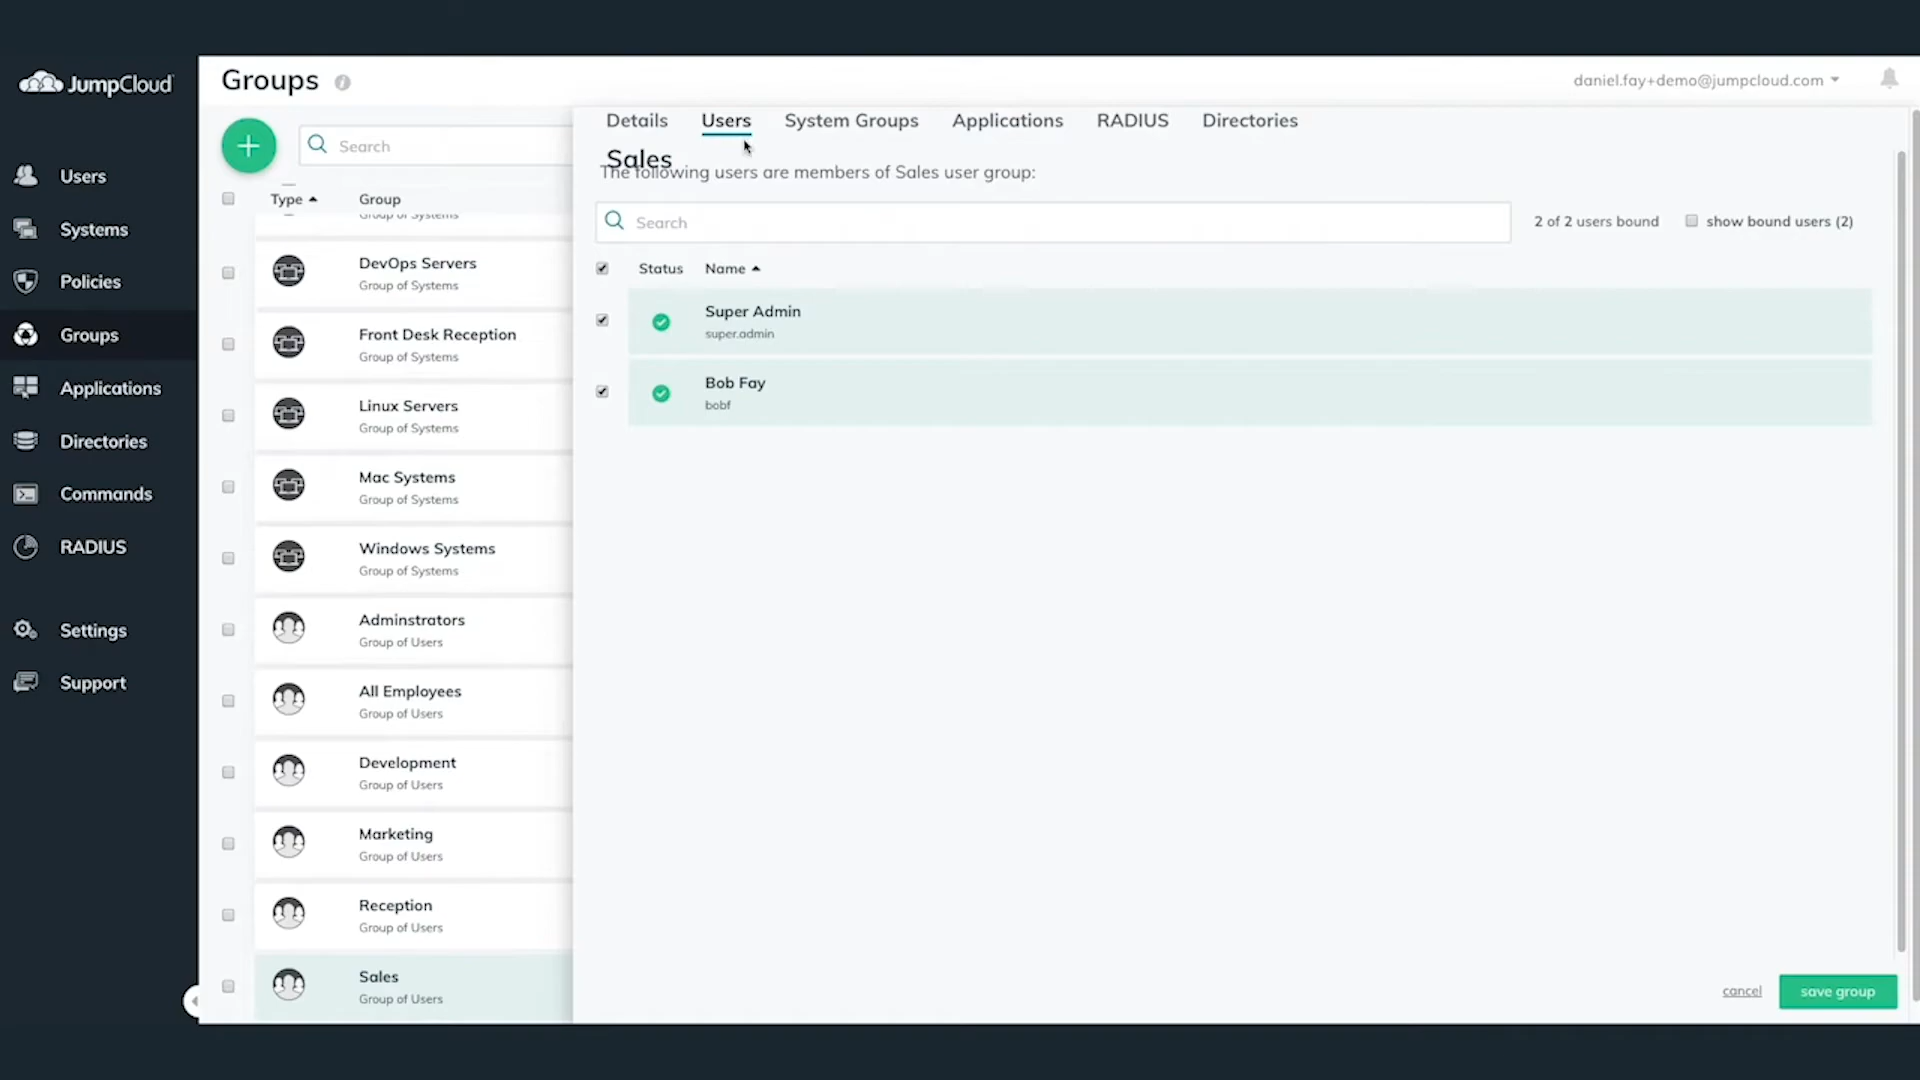 JumpCloud
Users
Systems
Policies
Groups
Applications
Directories
Commands
RADIUS
Settings
Support
Groups
daniel.fay+demo@jumpcloud.com
Search
Type
Group
Group of Systems
DevOps Servers
Group of Systems
Front Desk Reception
Group of Systems
Linux Servers
Group of Systems
Mac Systems
Group of Systems
Windows Systems
Group of Systems
Adminstrators
Group of Users
All Employees
Group of Users
Development
Group of Users
Marketing
Group of Users
Reception
Group of Users
Sales
Group of Users
Details Users System Groups Applications RADIUS Directories
Sales
The following users are members of Sales user group:
Search
2 of 2 users bound
show bound users (2)
Status Name
Super Admin
super.admin
Bob Fay
bobf
cancel
save group